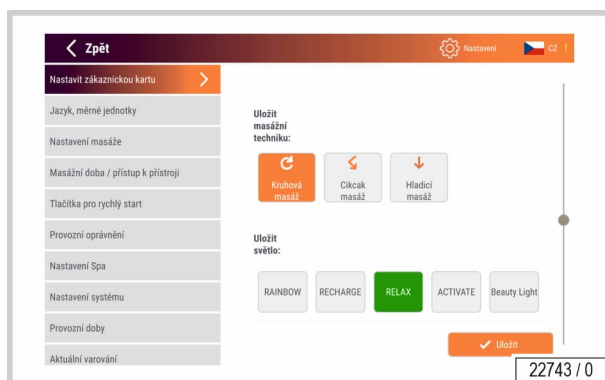 Zpět
Nastavení
CZ !
Nastavit zákaznickou kartu
Jazyk, měrné jednotky
Nastavení masáže
Masážní doba / přístup k přístroji
Tlačítka pro rychlý start
Provozní oprávnění
Nastavení Spa
Nastavení systému
Provozní doby
Aktuální varování
Uložit
masážní
techniku:
Kruhová
masáž
Cikcak
masáž
Hladicí
masáž
Uložit
světlo:
RAINBOW
RECHARGE
RELAX
ACTIVATE
Beauty Light
Uložit
22743 / 0